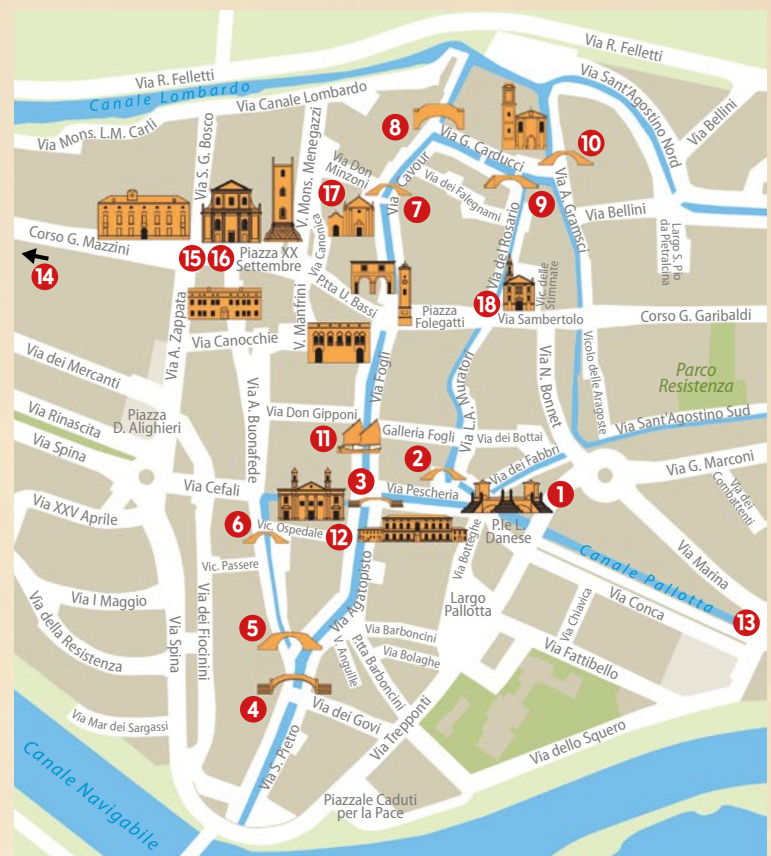 Via R. Felletti
Via R. Felletti
Canale Lombardo
Via Canale Lombardo
Via Mons. L.M. Carli
Via S. G. Bosco
V. Mons. Menegazzi
Via Sant'Agostino Nord
Via Bellini
8
Via G. Carducci
10
Via Don
Minzoni
17
Via Cavour
7
Via dei Falegnami
9
Via A. Gramsci
Via Bellini
Largo S. Pio
da Pietralcina
Corso G. Mazzini
14
15
16
Piazza XX
Settembre
Via Canonica
P.tta U. Bassi
Via del Rosario
Vic. delle
Stimmate
18
Via A. Zappata
V. Manfrini
Piazza
Folegatti
Via Sambertolo
Corso G. Garibaldi
Via Canocchie
Via dei Mercanti
Via Fogli
Via L.A. Muratori
Via N. Bonnet
Vicolo delle Aragoste
Parco
Resistenza
Via Rinascita
Via Spina
Piazza
D. Alighieri
Via A. Buonafede
Via Don Gipponi
11
Galleria Fogli
Via dei Bottai
Via Sant'Agostino Sud
2
Via dei Fabbri
Via G. Marconi
Via dei
Combattenti
Via Cefali
3
Via Pescheria
1
P.le L.
Danese
Via XXV Aprile
6
Vic. Ospedale
12
Via Botteghe
Canale Pallotta
Via Marina
Vic. Passere
Via I Maggio
Via della Resistenza
Via dei Fiocinini
Via Spina
Via Agatopisto
Largo
Pallotta
Via Chiavica
Via Conca
13
5
V. Anguille
Via Barboncini
Via Bolaghe
P.tta Barboncini
Via Fattibello
4
Via dei Govi
Via Trepponti
Via Mar dei Sargassi
Via S. Pietro
Via dello Squero
Canale Navigabile
Piazzale Caduti
per la Pace